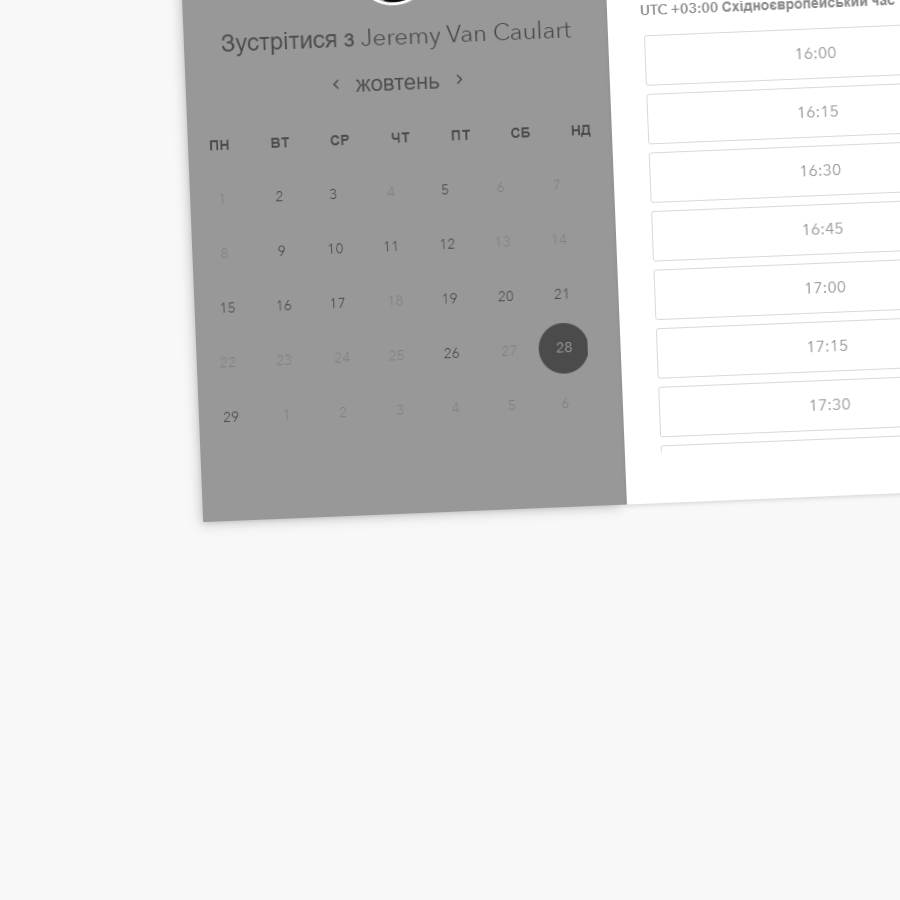 Зустрітися з Jeremy Van Caulart
жовтень
ПН ВТ СР ЧТ ПТ СБ НД
1 2 3 4 5 6 7
8 9 10 11 12 13 14
15 16 17 18 19 20 21
22 23 24 25 26 27 28
29 1 2 3 4 5 6
UTC +03:00 Східноєвропейський час
16:00
16:15
16:30
16:45
17:00
17:15
17:30